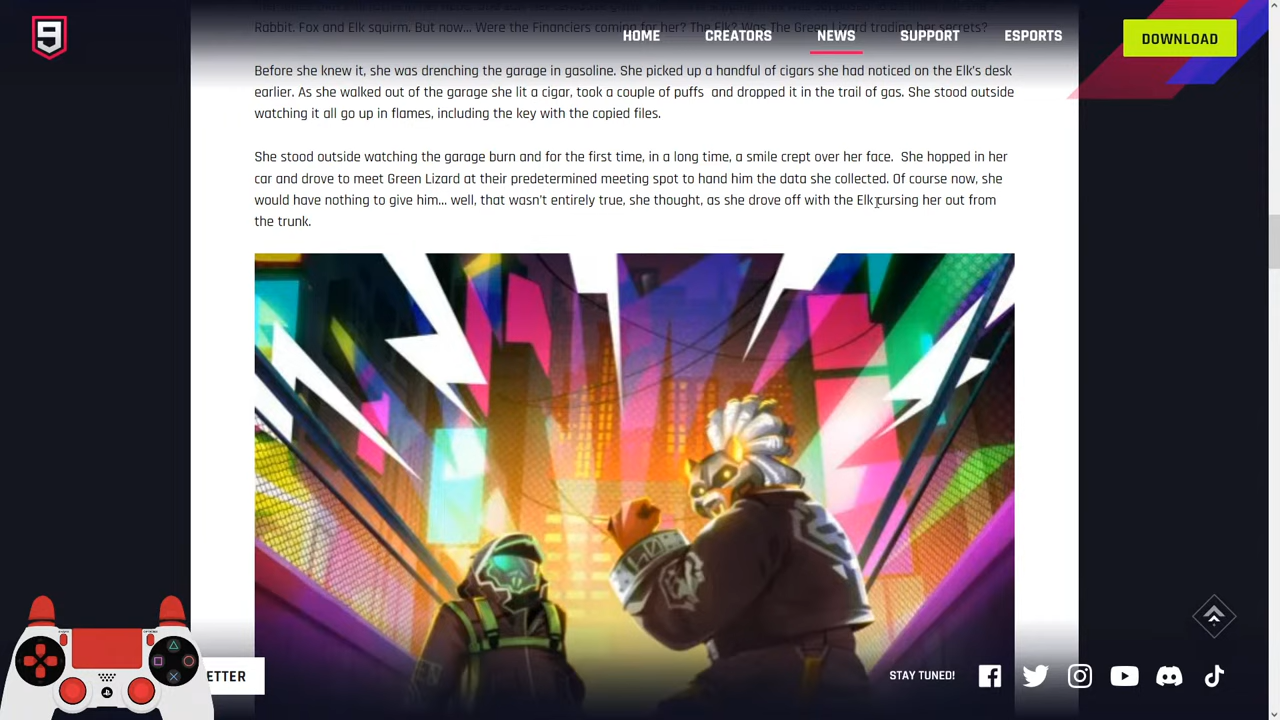 HOME CREATORS NEWS SUPPORT ESPORTS
DOWNLOAD
Rabbit. Fox and Elk squirm. But now... Were the Financiers coming for her? The Elk? Was The Green Lizard trading her secrets?
Before she knew it, she was drenching the garage in gasoline. She picked up a handful of cigars she had noticed on the Elk's desk
earlier. As she walked out of the garage she lit a cigar, took a couple of puffs and dropped it in the trail of gas. She stood outside
watching it all go up in flames, including the key with the copied files.
She stood outside watching the garage burn and for the first time, in a long time, a smile crept over her face. She hopped in her
car and drove to meet Green Lizard at their predetermined meeting spot to hand him the data she collected. Of course now, she
would have nothing to give him... well, that wasn't entirely true, she thought, as she drove off with the Elk cursing her out from
the trunk.
ETTER
STAY TUNED!